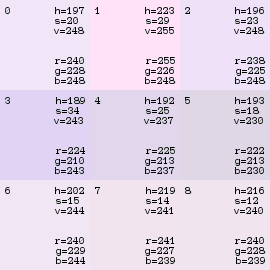 0 h=197 1 h=223 2 h=196
s=20 s=29 s=23
v=248 v=255 v=248
r=240 r=255 r=238
g=228 g=226 g=225
b=248 b=248 b=248
3 h=189 4 h=192 5 h=193
s=34 s=25 s=18
v=243 v=237 v=230
r=224 r=225 r=222
g=210 g=213 g=213
b=243 b=237 b=230
6 h=202 7 h=219 8 h=216
s=15 s=14 s=12
v=244 v=241 v=240
r=240 r=241 r=240
g=229 g=227 g=228
b=244 b=239 b=239